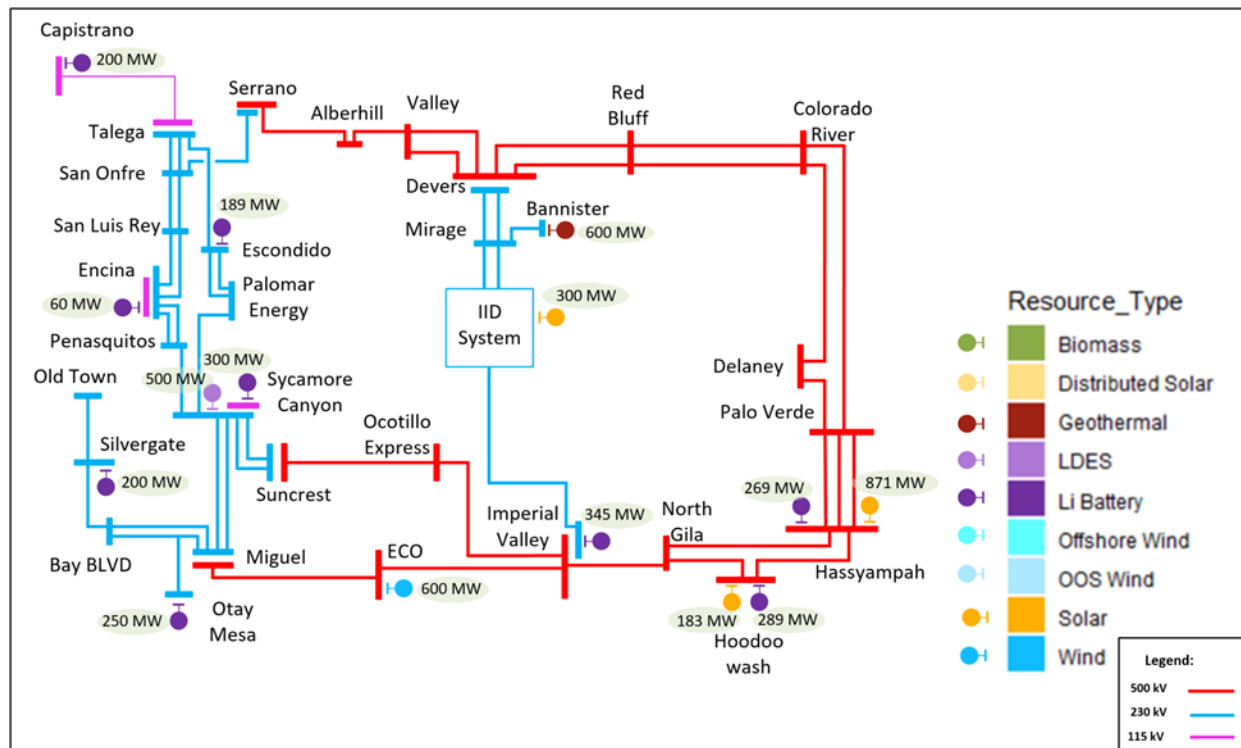 Capistrano
200 MW
Serrano
Alberhill
Valley
Red
Bluff
Colorado
River
Talega
San Onfre
Devers
189 MW
Bannister
Mirage
600 MW
San Luis Rey
Escondido
Encina
Palomar
Energy
60 MW
IID
System
300 MW
Penasquitos
300 MW
Old Town
500 MW
Sycamore
Canyon
Delaney
Palo Verde
Ocotillo
Express
Silvergate
200 MW
Suncrest
269 MW
871 MW
Imperial
Valley
345 MW
North
Gila
Bay BLVD
Miguel
ECO
Hassyampah
600 MW
250 MW
Otay
Mesa
183 MW
289 MW
Hoodoo
wash
Resource_Type
Biomass
Distributed Solar
Geothermal
LDES
Li Battery
Offshore Wind
OOS Wind
Solar
Wind
Legend:
500 kV
230 kV
115 kV